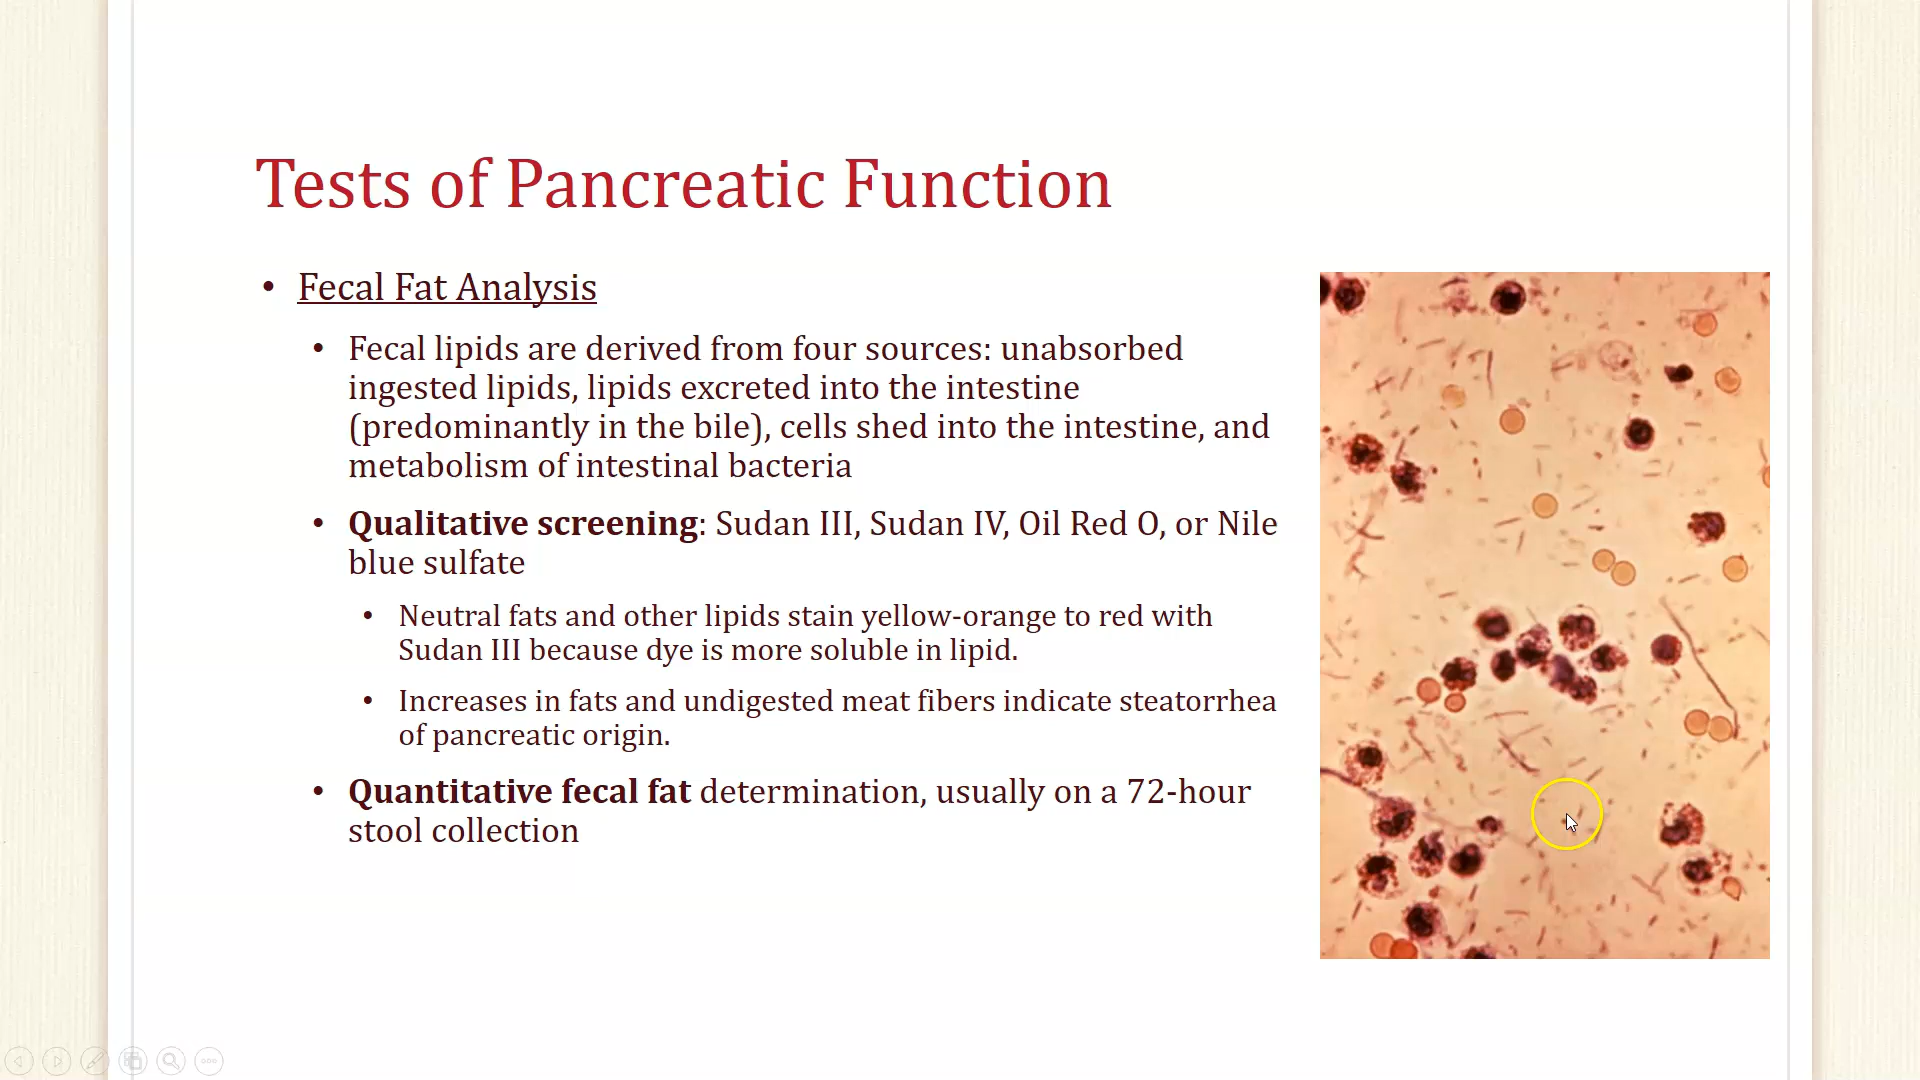 Tests of Pancreatic Function
• Fecal Fat Analysis
• Fecal lipids are derived from four sources: unabsorbed
ingested lipids, lipids excreted into the intestine
(predominantly in the bile), cells shed into the intestine, and
metabolism of intestinal bacteria
• Qualitative screening: Sudan III, Sudan IV, Oil Red O, or Nile
blue sulfate
• Neutral fats and other lipids stain yellow-orange to red with
Sudan III because dye is more soluble in lipid.
• Increases in fats and undigested meat fibers indicate steatorrhea
of pancreatic origin.
• Quantitative fecal fat determination, usually on a 72-hour
stool collection